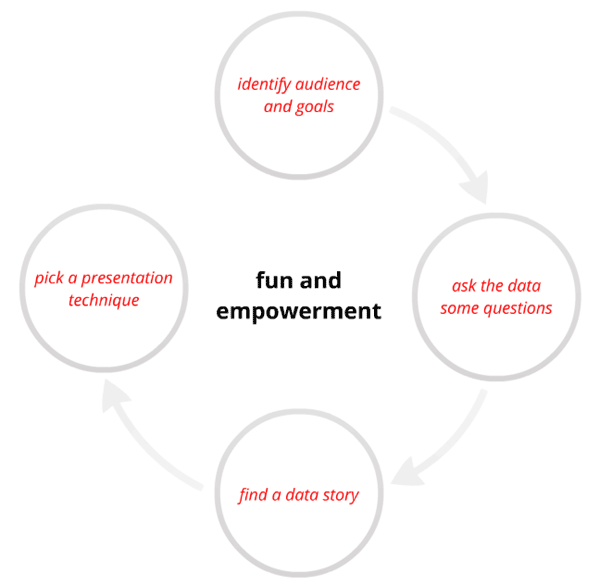 identify audience
and goals
ask the data
some questions
find a data story
pick a presentation
technique
fun and
empowerment